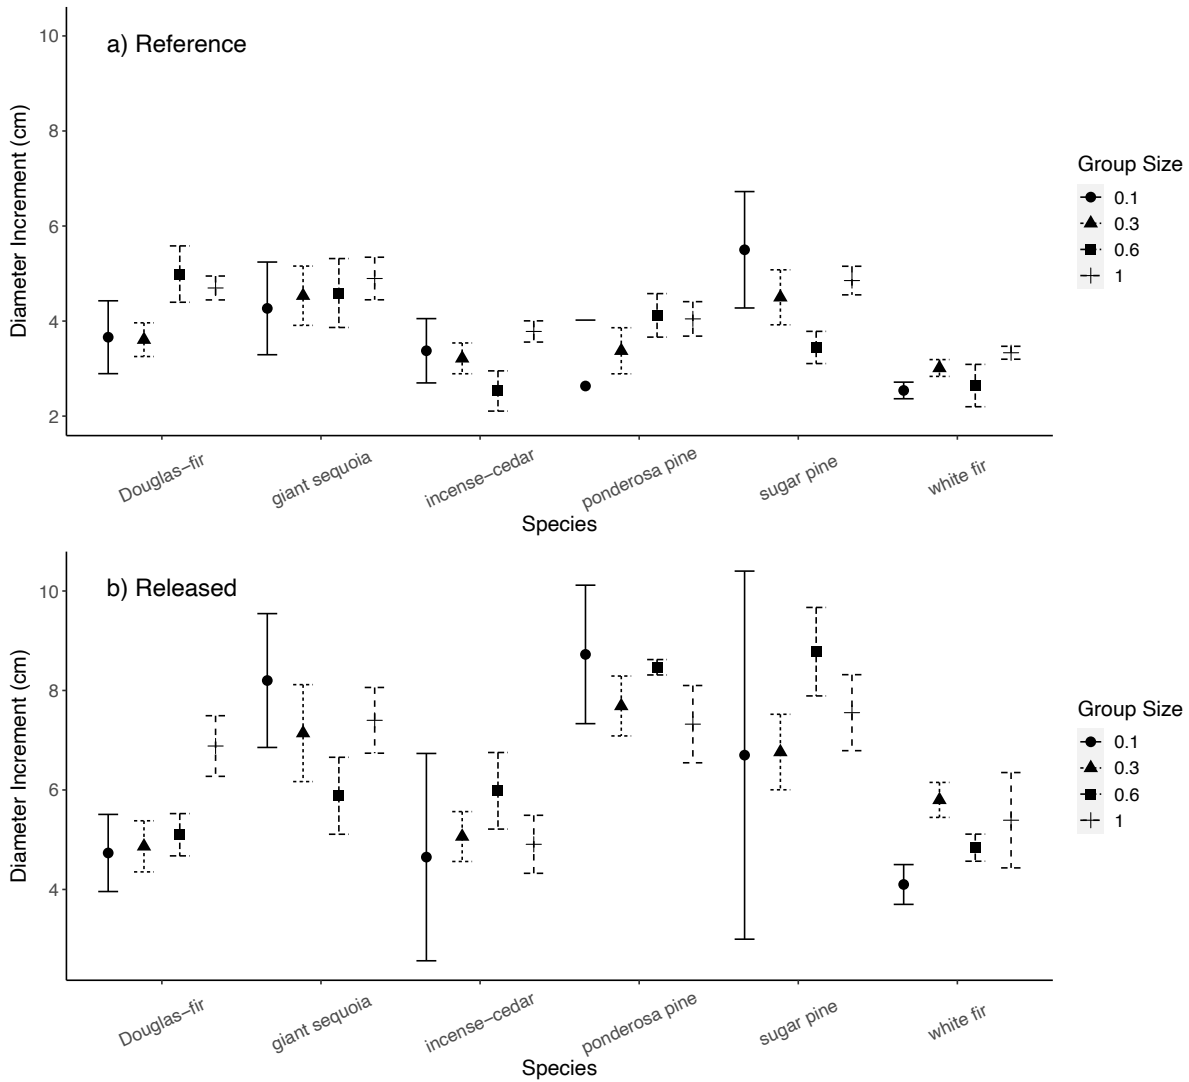 a) Reference
10
8
6
4
2
Diameter Increment (cm)
Douglas−fir
giant sequoia
incense−cedar
ponderosa pine
sugar pine
white fir
Species
Group Size
0.1
0.3
0.6
1
b) Released
10
8
6
4
Diameter Increment (cm)
Douglas−fir
giant sequoia
incense−cedar
ponderosa pine
sugar pine
white fir
Species
Group Size
0.1
0.3
0.6
1